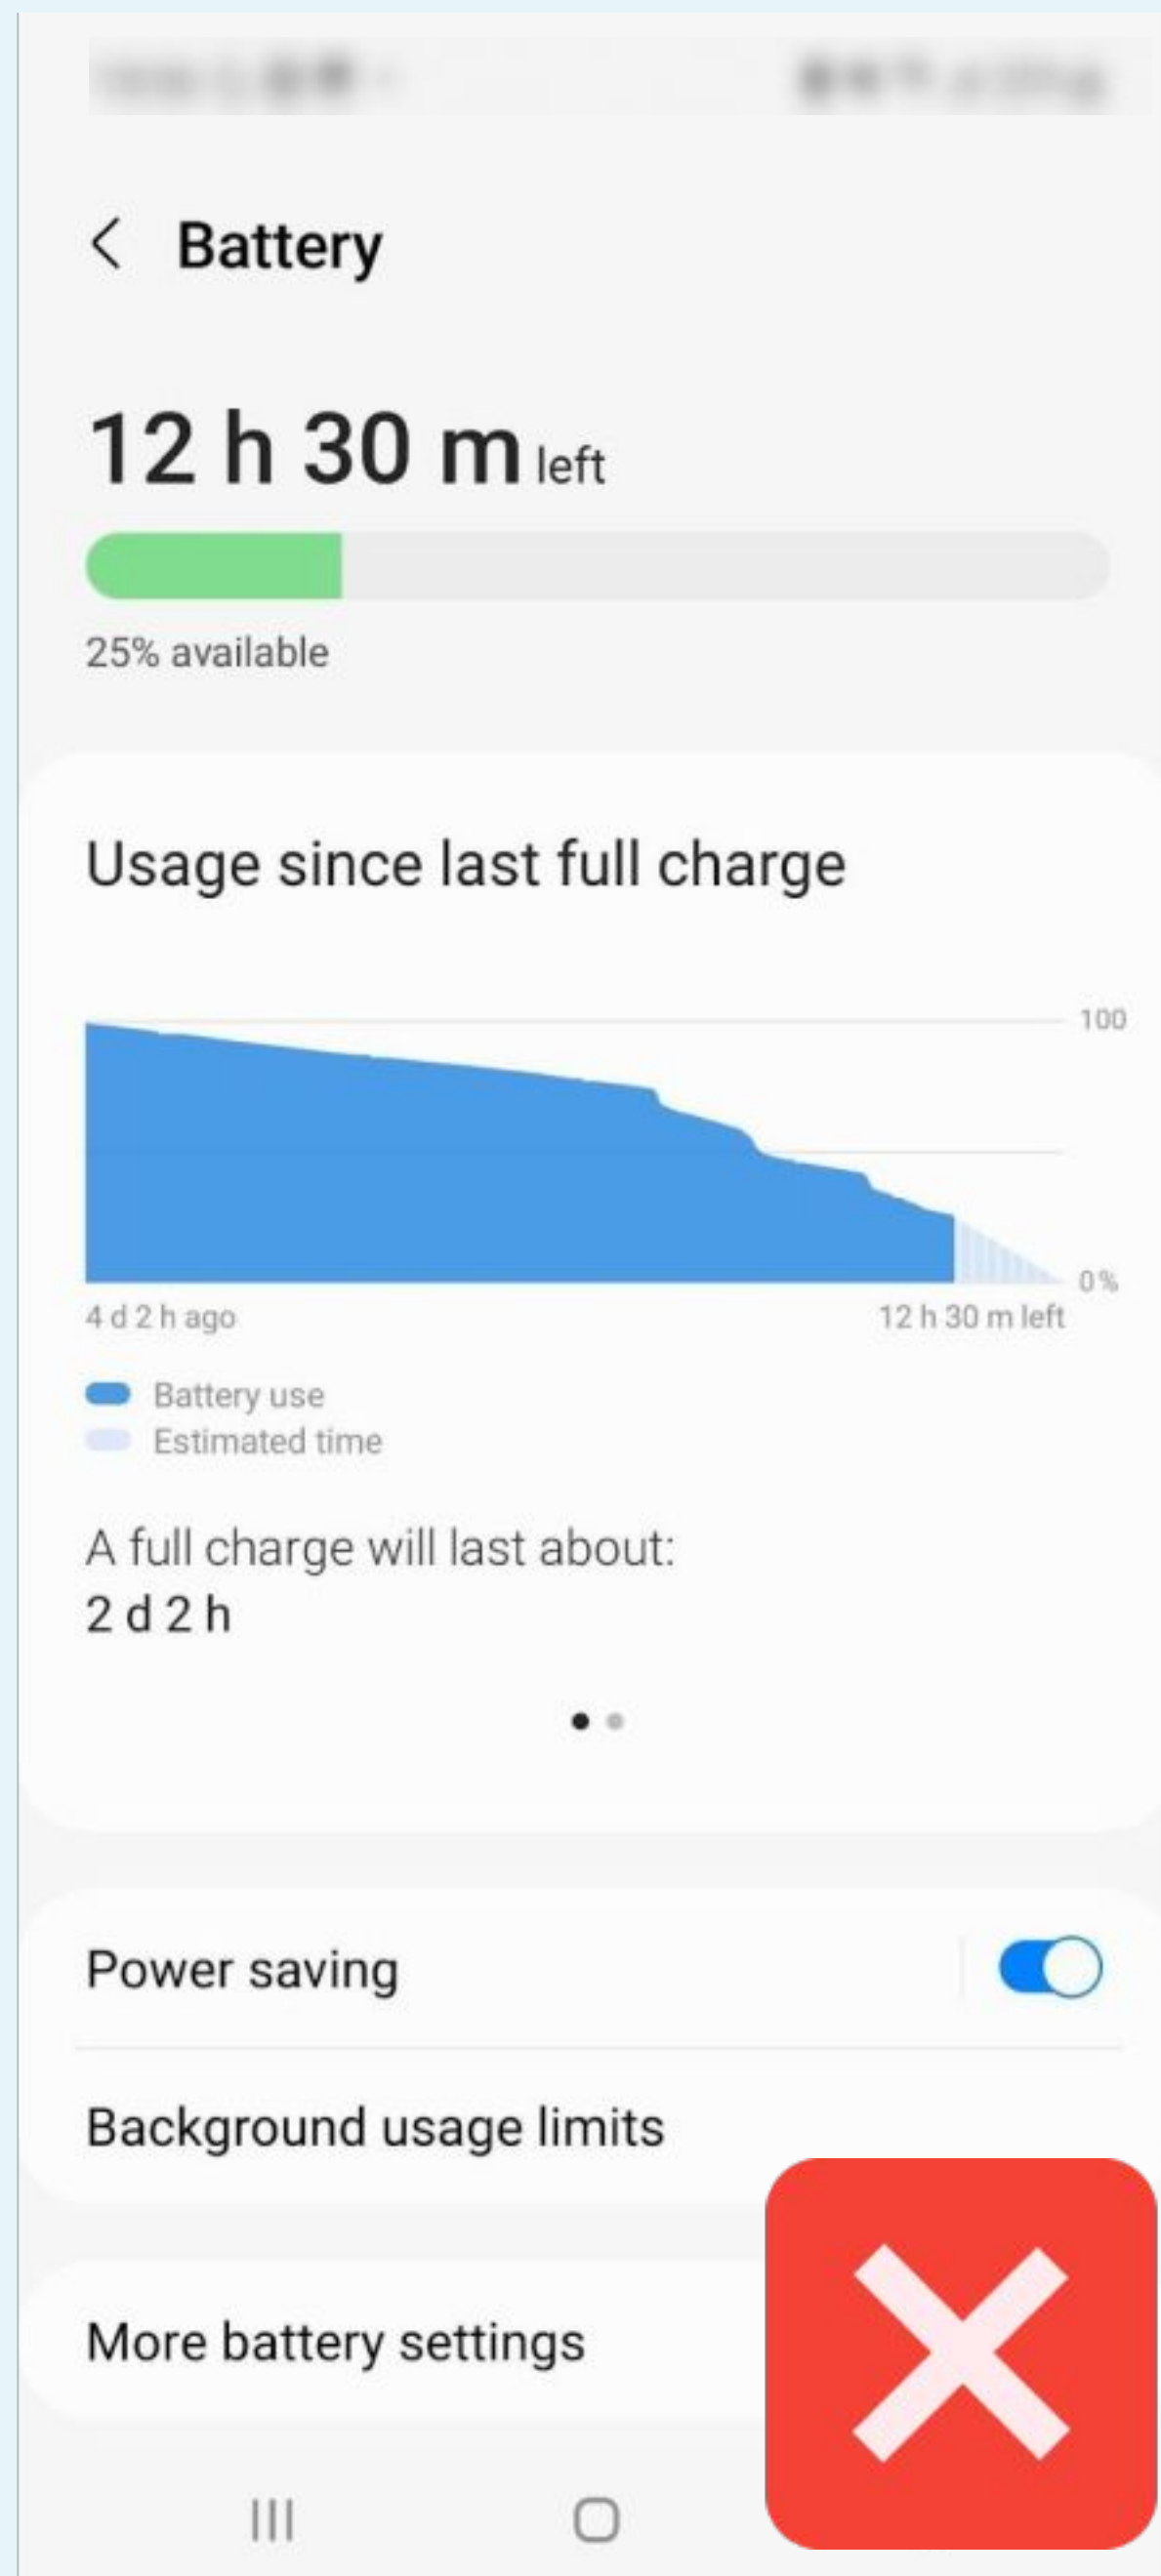 Battery
12 h 30 m left
25% available
Usage since last full charge
100
0%
4 d 2 h ago
12 h 30 m left
Battery use
Estimated time
A full charge will last about:
2 d 2 h
Power saving
Background usage limits
More battery settings